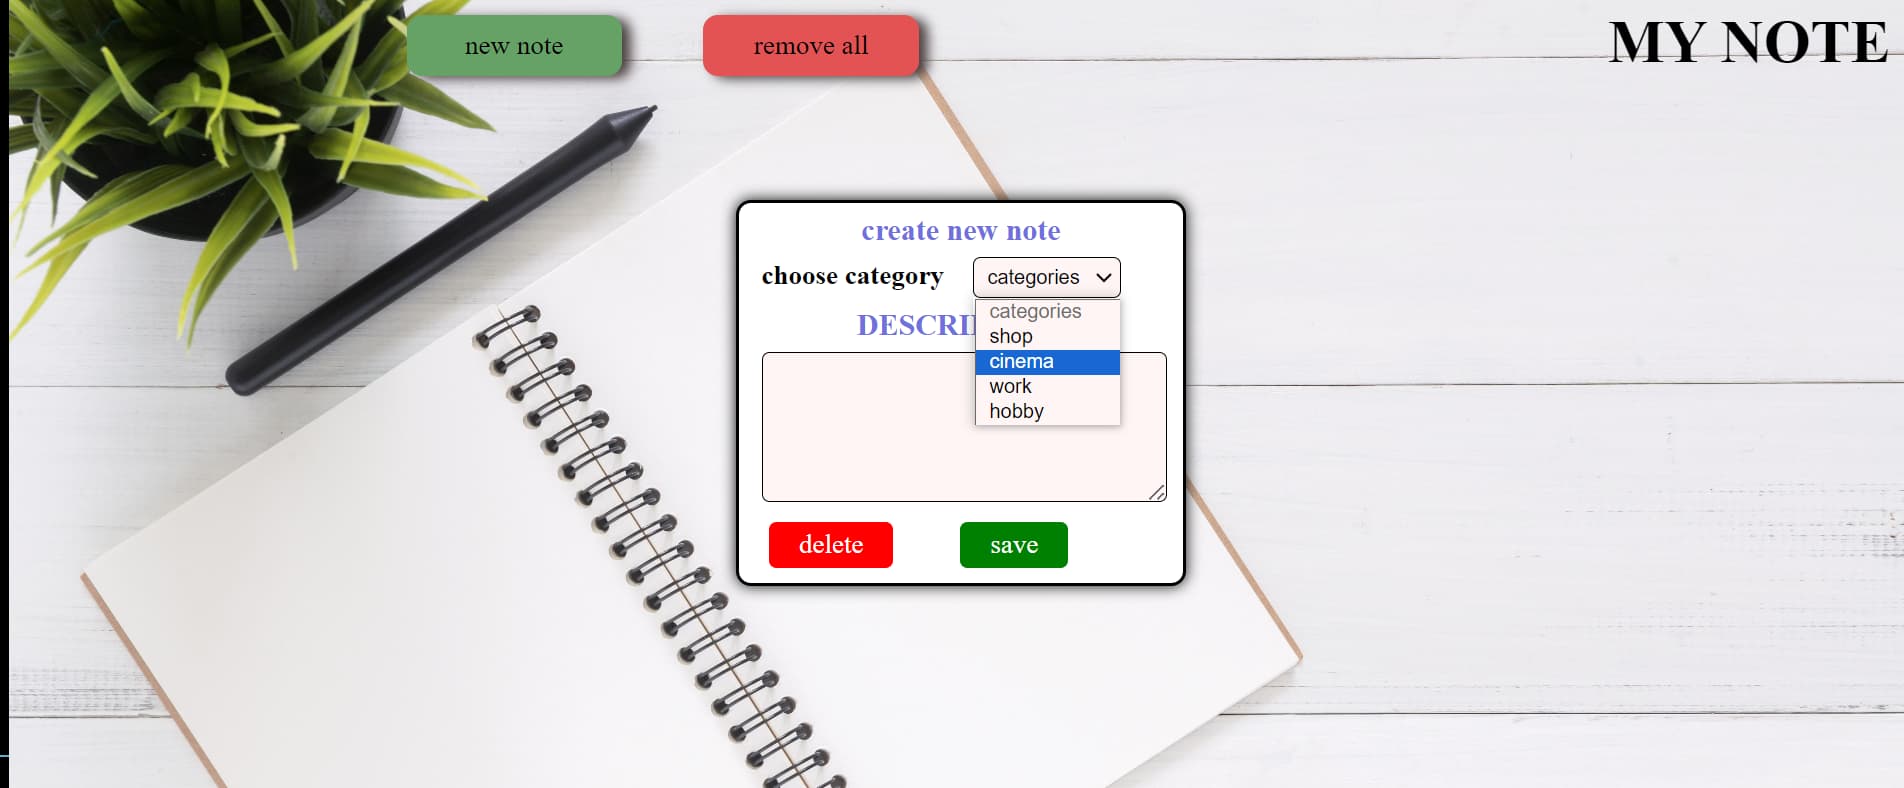 new note
remove all
MY NOTE
create new note
choose category
categories
categories
shop
cinema
work
hobby
delete
save